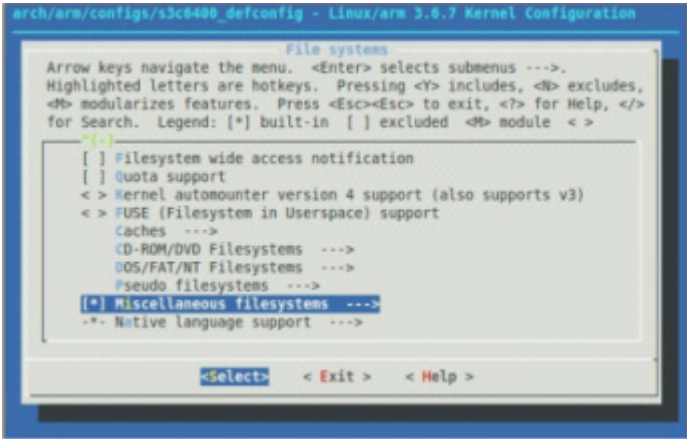 arch/arm/configs/s3c6400_defconfig - Linux/arm 3.6.7 Kernel Configuration
File systems
Arrow keys navigate the menu.  <Enter> selects submenus --->.
Highlighted letters are hotkeys.  Pressing <Y> includes, <N> excludes,
<M> modularizes features.  Press <Esc><Esc> to exit, <?> for Help, </>
for Search.  Legend: [*] built-in  [ ] excluded  <M> module  < >
^(-)
[ ] Filesystem wide access notification
[ ] Quota support
< > Kernel automounter version 4 support (also supports v3)
< > FUSE (Filesystem in Userspace) support
Caches  --->
CD-ROM/DVD Filesystems  --->
DOS/FAT/NT Filesystems  --->
Pseudo filesystems  --->
[*] Miscellaneous filesystems  --->
-*- Native language support  --->
<Select>    < Exit >    < Help >